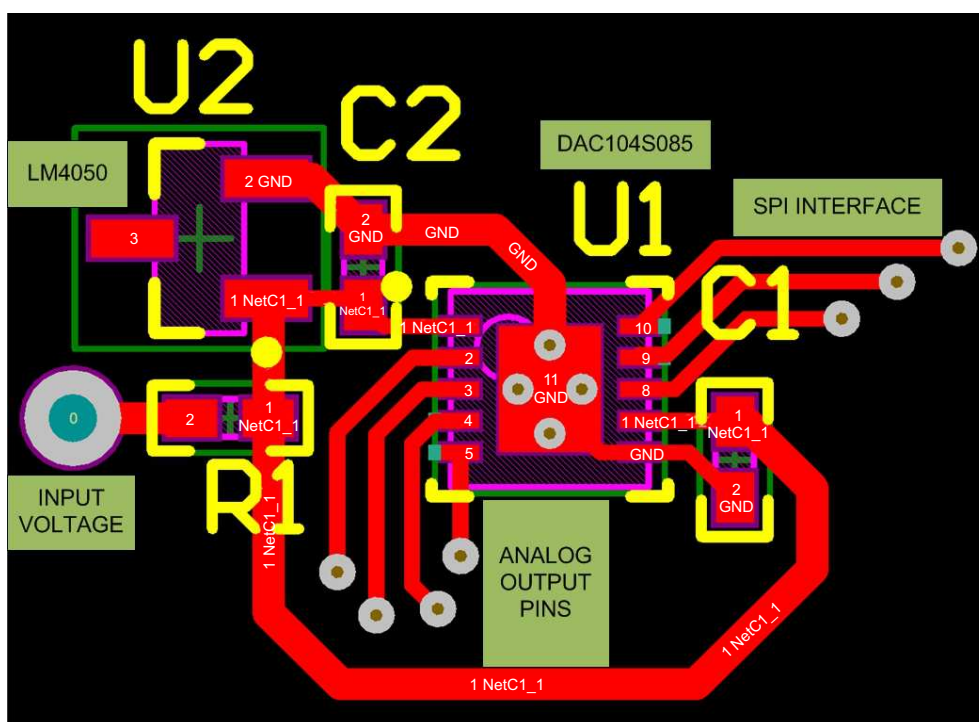 U2
C2
LM4050
DAC104S085
2 GND
U1
SPI INTERFACE
2
GND
GND
3
GND
C1
1 NetC1_1
1
NetC1_1
1 NetC1_1
10
2
9
3
11
GND
8
4
1 NetC1_1
1
NetC1_1
0
2
1
NetC1_1
5
GND
2
GND
R1
INPUT
VOLTAGE
1 NetC1_1
ANALOG
OUTPUT
PINS
1 NetC1_1
1 NetC1_1